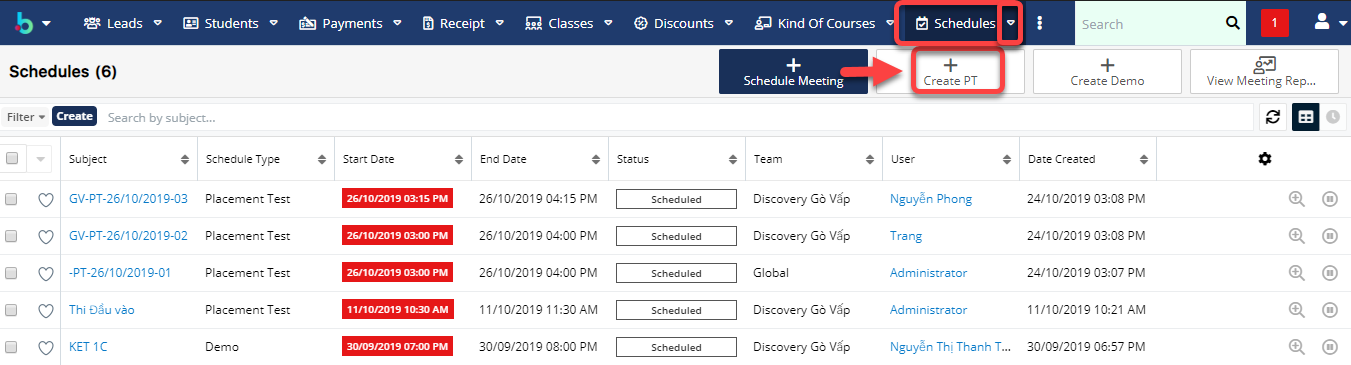 Leads Students Payments Receipt Classes Discounts Kind Of Courses Schedules Search 1
Schedules (6) Schedule Meeting Create PT Create Demo View Meeting Rep...
Filter Create Search by subject...
Subject Schedule Type Start Date End Date Status Team User Date Created
GV-PT-26/10/2019-03 Placement Test 26/10/2019 03:15 PM 26/10/2019 04:15 PM Scheduled Discovery Gò Vấp Nguyễn Phong 24/10/2019 03:08 PM
GV-PT-26/10/2019-02 Placement Test 26/10/2019 03:00 PM 26/10/2019 04:00 PM Scheduled Discovery Gò Vấp Trang 24/10/2019 03:08 PM
-PT-26/10/2019-01 Placement Test 26/10/2019 03:00 PM 26/10/2019 04:00 PM Scheduled Global Administrator 24/10/2019 03:07 PM
Thi Đầu vào Placement Test 11/10/2019 10:30 AM 11/10/2019 11:30 AM Scheduled Discovery Gò Vấp Administrator 11/10/2019 10:21 AM
KET 1C Demo 30/09/2019 07:00 PM 30/09/2019 08:00 PM Scheduled Discovery Gò Vấp Nguyễn Thị Thanh T... 30/09/2019 06:57 PM